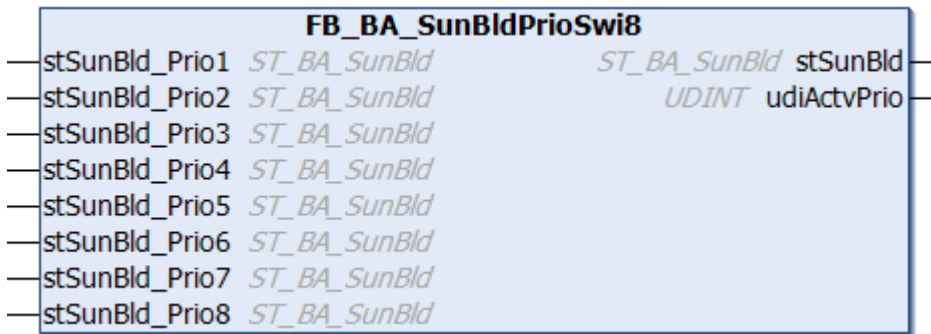 FB_BA_SunBldPrioSwi8
stSunBld_Prio1 ST_BA_SunBld ST_BA_SunBld stSunBld
stSunBld_Prio2 ST_BA_SunBld UDINT udiActvPrio
stSunBld_Prio3 ST_BA_SunBld
stSunBld_Prio4 ST_BA_SunBld
stSunBld_Prio5 ST_BA_SunBld
stSunBld_Prio6 ST_BA_SunBld
stSunBld_Prio7 ST_BA_SunBld
stSunBld_Prio8 ST_BA_SunBld